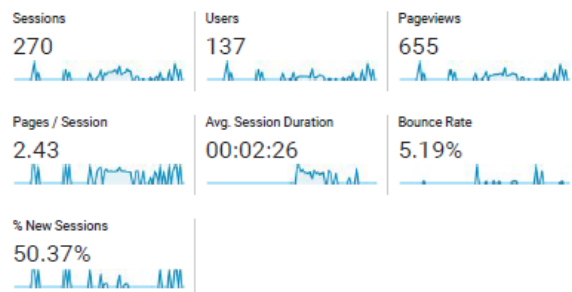 Sessions
270
Users
137
Pageviews
655
Pages / Session
2.43
Avg. Session Duration
00:02:26
Bounce Rate
5.19%
% New Sessions
50.37%